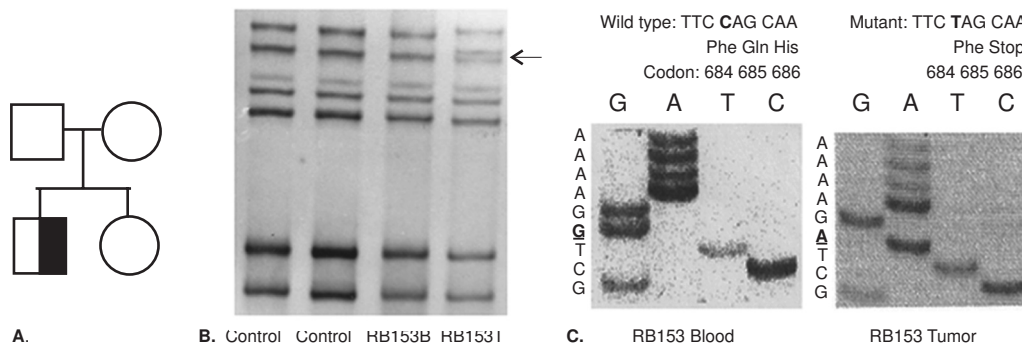 Wild type: TTC CAG CAA
Phe Gln His
Codon: 684 685 686
G A T C
A
A
A
A
G
G
T
C
G
Mutant: TTC TAG CAA
Phe Stop
684 685 686
G A T C
A
A
A
A
G
A
T
C
G
A.
B. Control Control RB153B RB153T
C. RB153 Blood RB153 Tumor